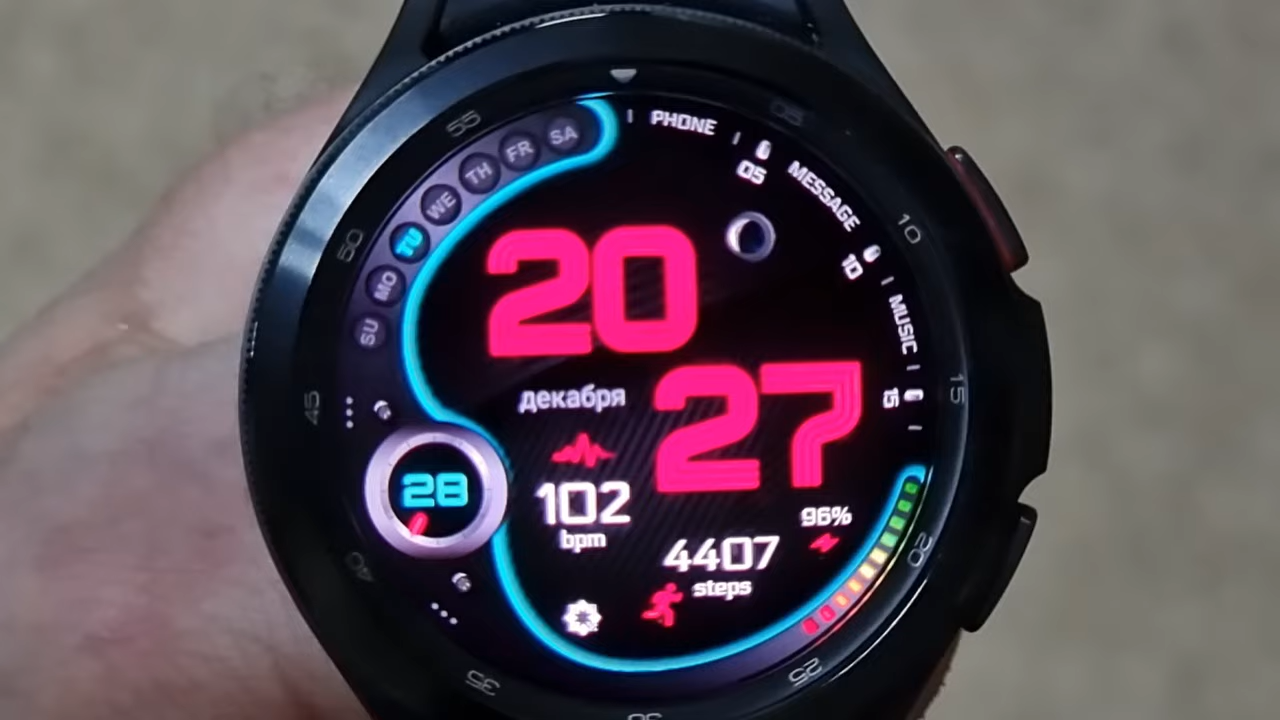 55
05
10
15
20
25
35
40
45
50
SU
MO
TU
WE
TH
FR
SA
PHONE
05
MESSAGE
10
MUSIC
15
20
27
декабря
28
102
bpm
96%
4407
steps